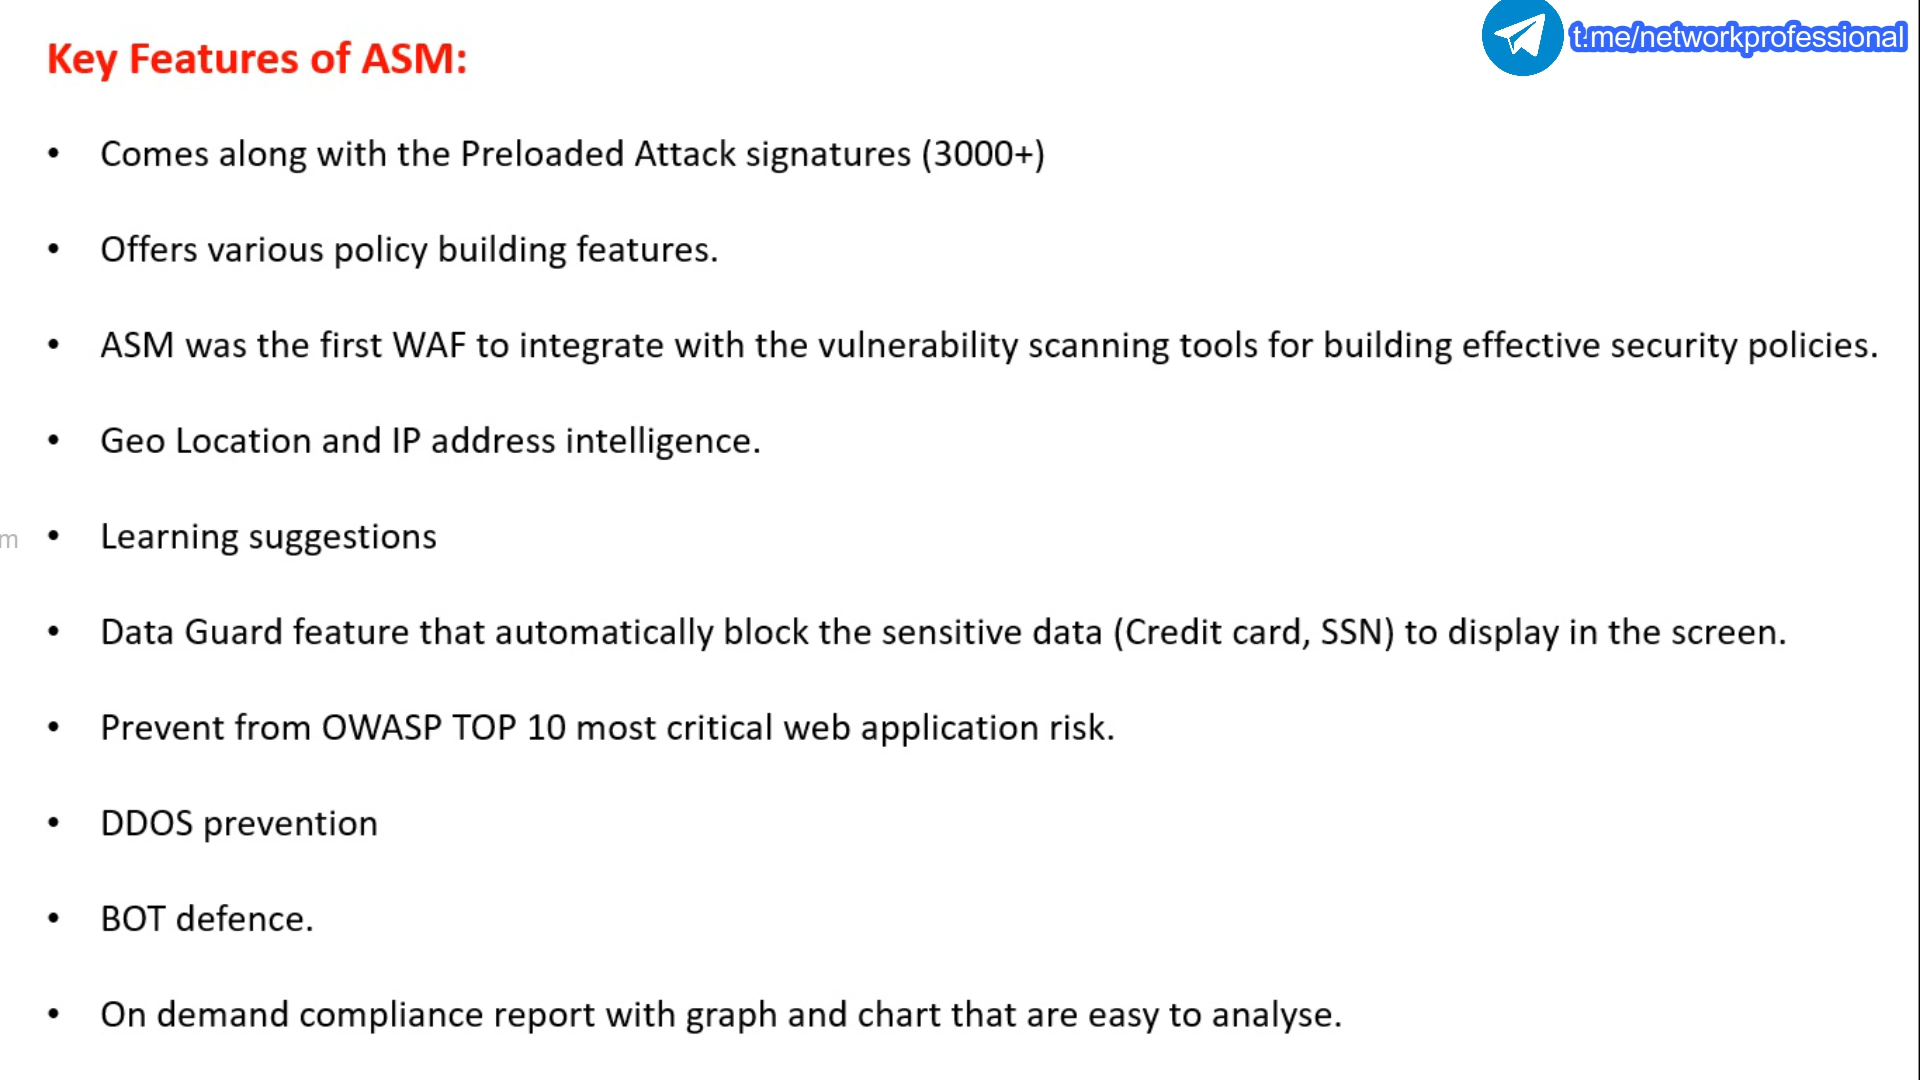 t.me/networkprofessional
Key Features of ASM:
• Comes along with the Preloaded Attack signatures (3000+)
• Offers various policy building features.
• ASM was the first WAF to integrate with the vulnerability scanning tools for building effective security policies.
• Geo Location and IP address intelligence.
m
• Learning suggestions
• Data Guard feature that automatically block the sensitive data (Credit card, SSN) to display in the screen.
• Prevent from OWASP TOP 10 most critical web application risk.
• DDOS prevention
• BOT defence.
• On demand compliance report with graph and chart that are easy to analyse.